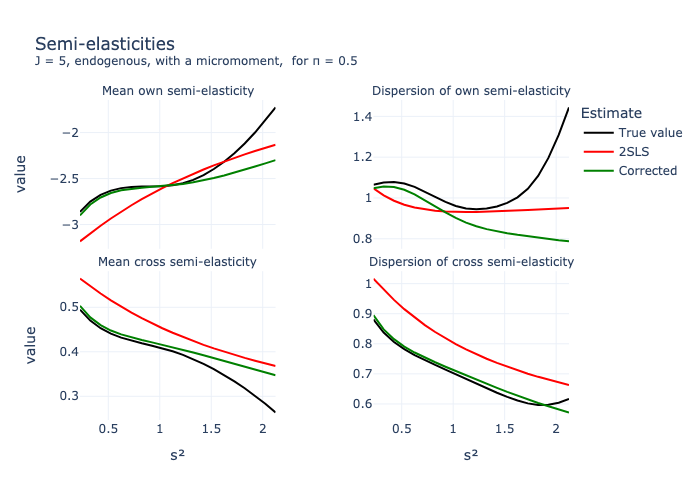 Semi-elasticities
J = 5, endogenous, with a micromoment,  for π = 0.5
Mean own semi-elasticity
Dispersion of own semi-elasticity
−2
−2.5
−3
value
1.4
1.2
1
0.8
Estimate
True value
2SLS
Corrected
Mean cross semi-elasticity
Dispersion of cross semi-elasticity
0.5
0.4
0.3
value
1
0.9
0.8
0.7
0.6
0.5 1 1.5 2
0.5 1 1.5 2
s²
s²